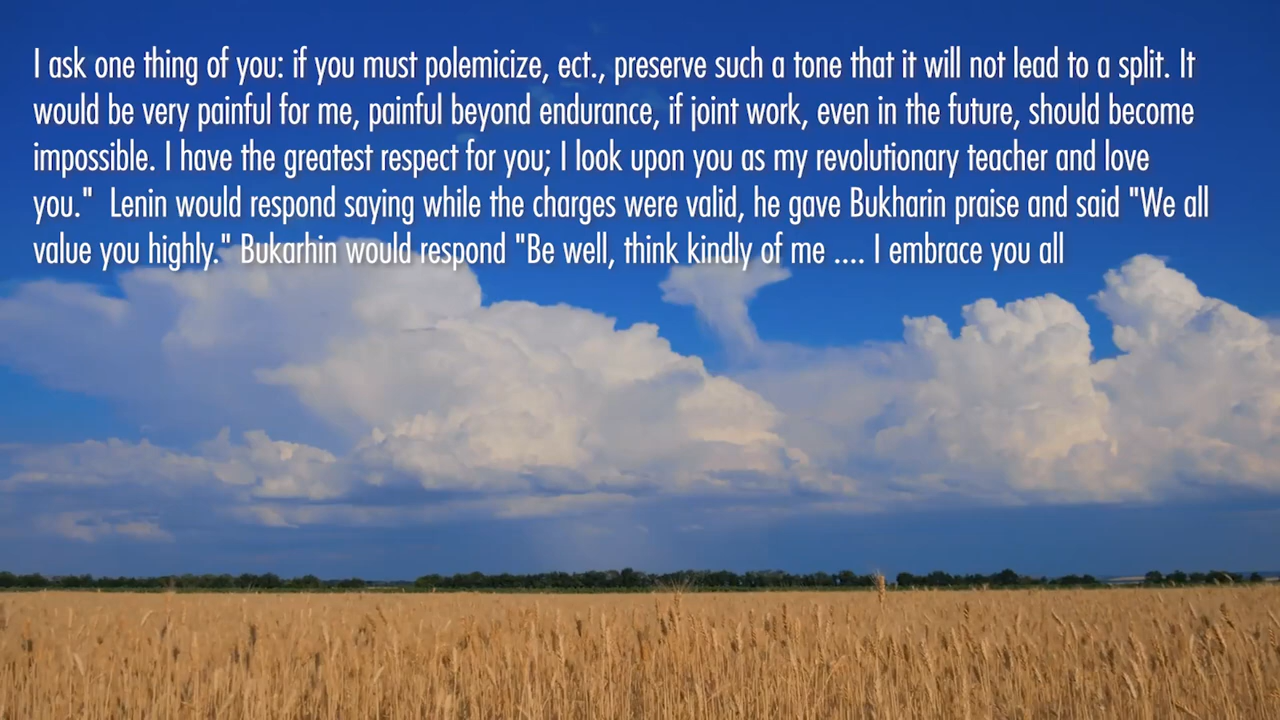 I ask one thing of you: if you must polemicize, ect., preserve such a tone that it will not lead to a split. It
would be very painful for me, painful beyond endurance, if joint work, even in the future, should become
impossible. I have the greatest respect for you; I look upon you as my revolutionary teacher and love
you."  Lenin would respond saying while the charges were valid, he gave Bukharin praise and said "We all
value you highly." Bukarhin would respond "Be well, think kindly of me .... I embrace you all